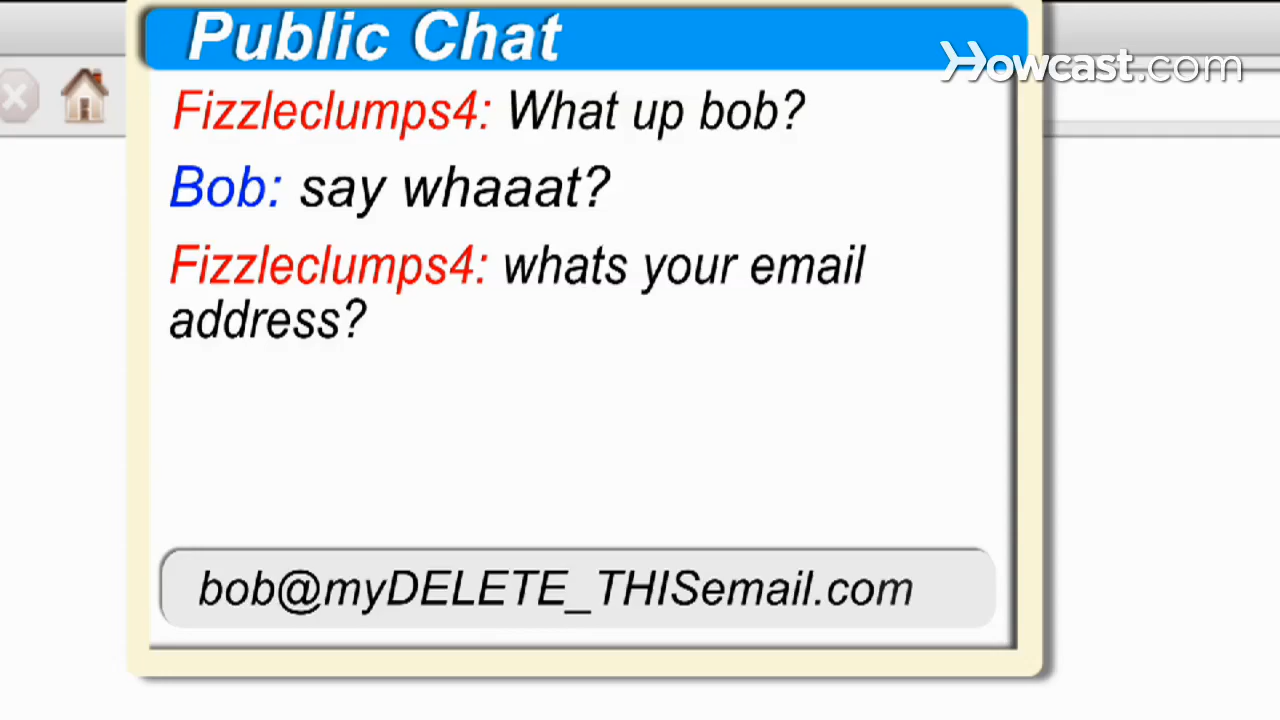 Public Chat
Howcast.com
Fizzleclumps4: What up bob?
Bob: say whaaat?
Fizzleclumps4: whats your email
address?
bob@myDELETE_THISemail.com